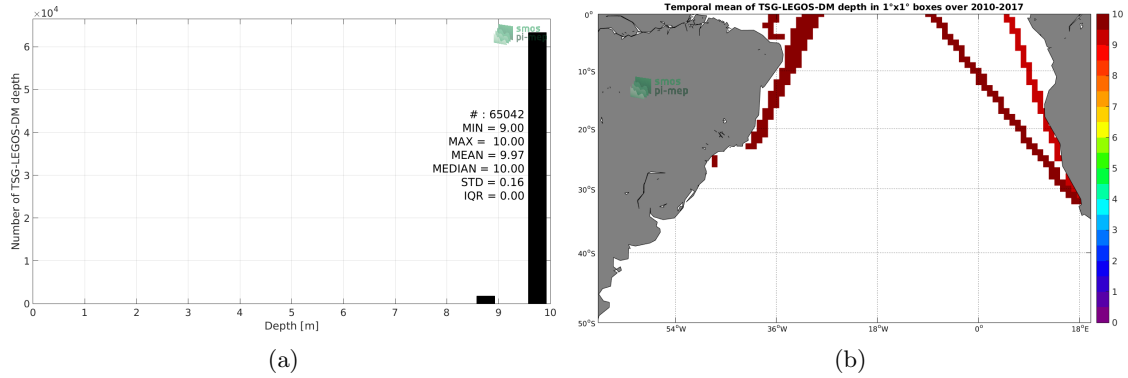 ×10⁴
6
5
4
3
2
1
0
Number of TSG-LEGOS-DM depth
smos
pi-mep
# : 65042
MIN = 9.00
MAX = 10.00
MEAN = 9.97
MEDIAN = 10.00
STD = 0.16
IQR = 0.00
0 1 2 3 4 5 6 7 8 9 10
Depth [m]
(a)
Temporal mean of TSG-LEGOS-DM depth in 1°x1° boxes over 2010-2017
0°
10°S
20°S
30°S
40°S
50°S
smos
pi-mep
54°W 36°W 18°W 0° 18°E
10
9
8
7
6
5
4
3
2
1
0
(b)